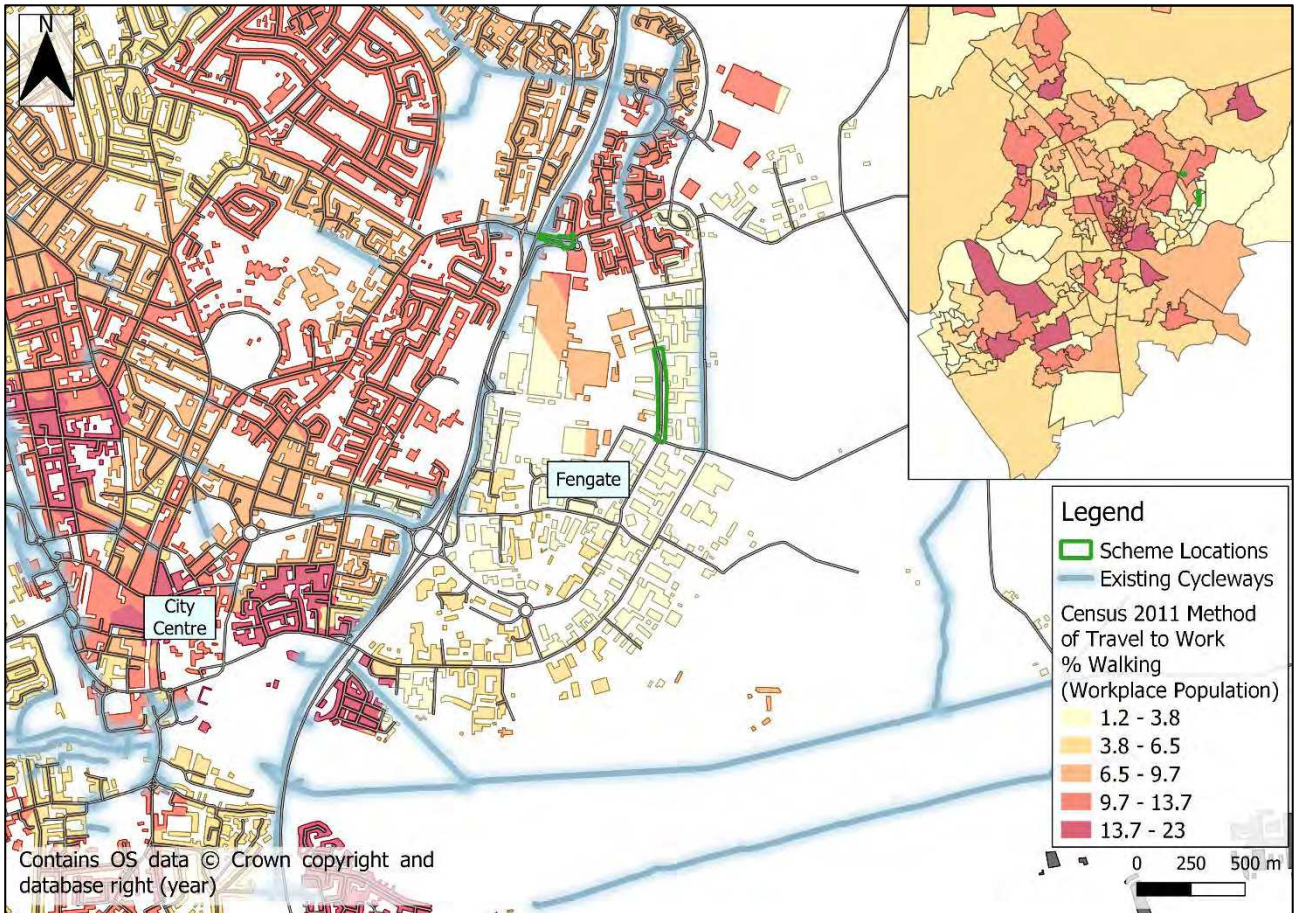 N
Fengate
City
Centre
Legend
Scheme Locations
Existing Cycleways
Census 2011 Method
of Travel to Work
% Walking
(Workplace Population)
1.2 - 3.8
3.8 - 6.5
6.5 - 9.7
9.7 - 13.7
13.7 - 23
0 250 500 m
Contains OS data © Crown copyright and
database right (year)